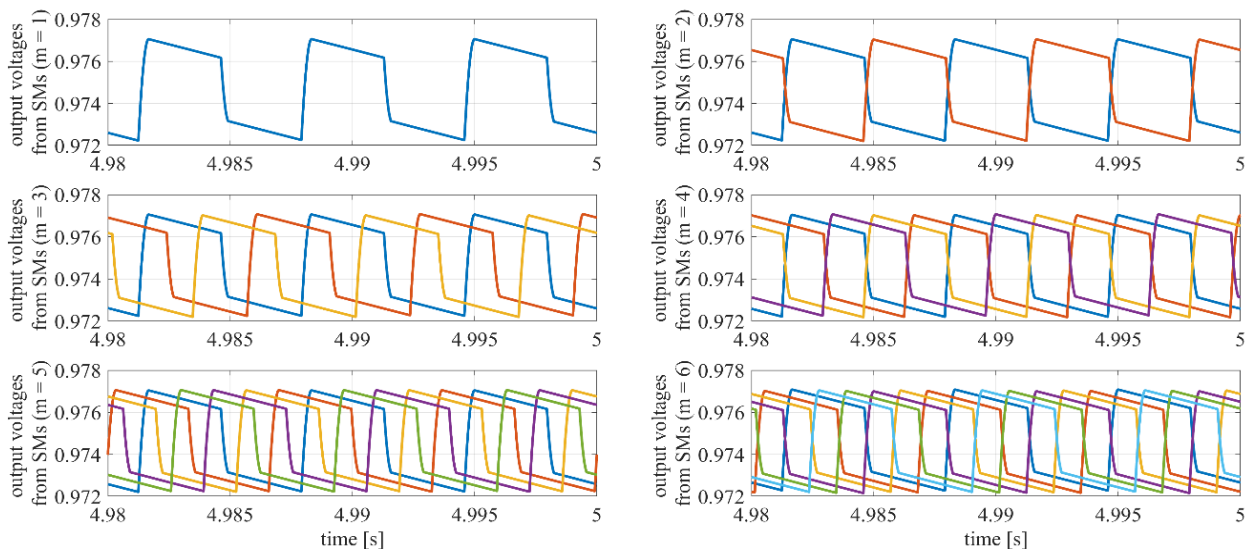 output voltages
from SMs (m = 1)
0.978
0.976
0.974
0.972
4.98 4.985 4.99 4.995 5
output voltages
from SMs (m = 2)
0.978
0.976
0.974
0.972
4.98 4.985 4.99 4.995 5
output voltages
from SMs (m = 3)
0.978
0.976
0.974
0.972
4.98 4.985 4.99 4.995 5
output voltages
from SMs (m = 4)
0.978
0.976
0.974
0.972
4.98 4.985 4.99 4.995 5
output voltages
from SMs (m = 5)
0.978
0.976
0.974
0.972
4.98 4.985 4.99 4.995 5
time [s]
output voltages
from SMs (m = 6)
0.978
0.976
0.974
0.972
4.98 4.985 4.99 4.995 5
time [s]